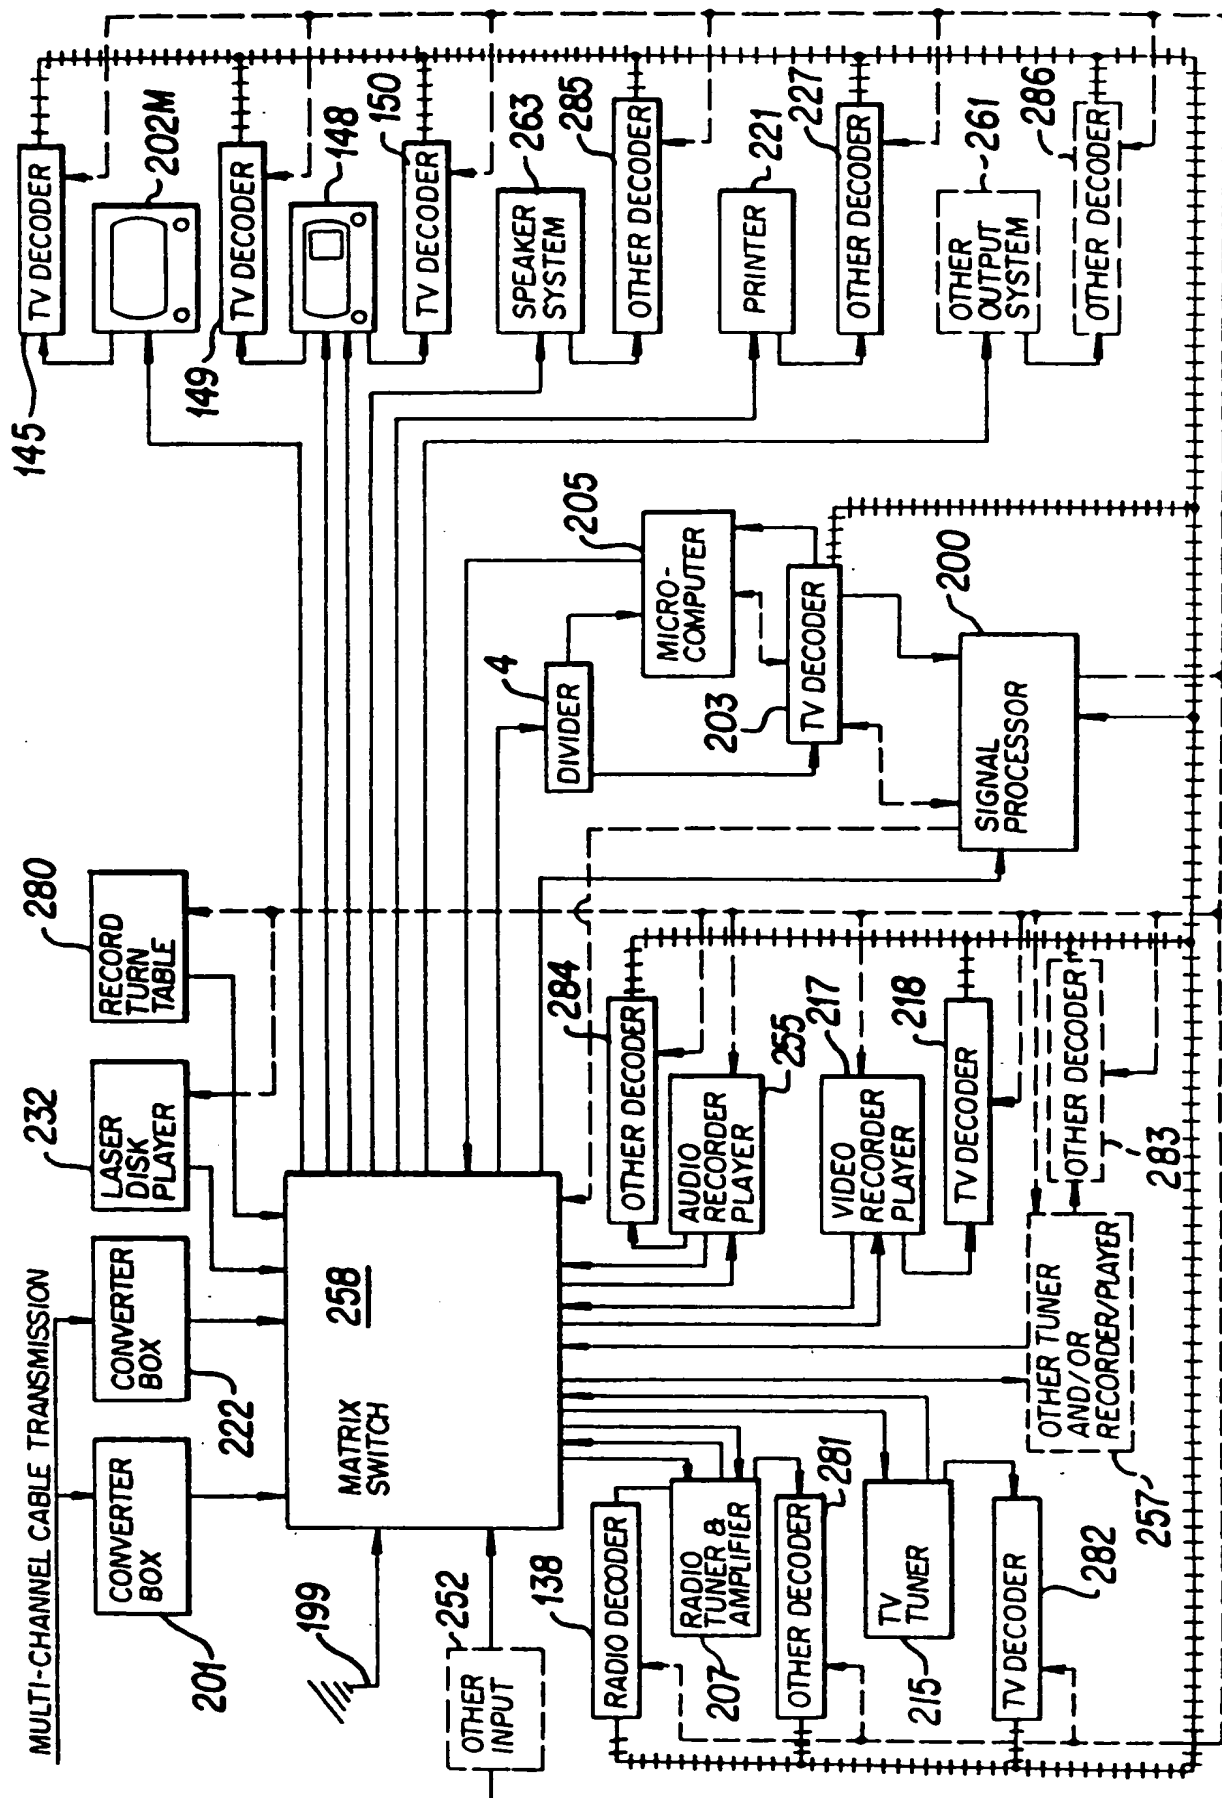 MULTI-CHANNEL CABLE TRANSMISSION
CONVERTER
BOX
201
CONVERTER
BOX
222
LASER
DISK
PLAYER
232
RECORD
TURN
TABLE
280
199
OTHER
INPUT
252
MATRIX
SWITCH
258
DIVIDER
4
MICRO-
COMPUTER
205
TV DECODER
203
SIGNAL
PROCESSOR
200
TV DECODER
145
202M
TV DECODER
149
148
TV DECODER
150
SPEAKER
SYSTEM
263
OTHER DECODER
285
PRINTER
221
OTHER DECODER
227
OTHER
OUTPUT
SYSTEM
261
OTHER DECODER
286
RADIO DECODER
138
RADIO
TUNER &
AMPLIFIER
207
OTHER DECODER
281
TV
TUNER
215
TV DECODER
282
OTHER DECODER
284
AUDIO
RECORDER
PLAYER
255
VIDEO
RECORDER
PLAYER
217
TV DECODER
218
OTHER TUNER
AND/OR
RECORDER/PLAYER
257
OTHER DECODER
283